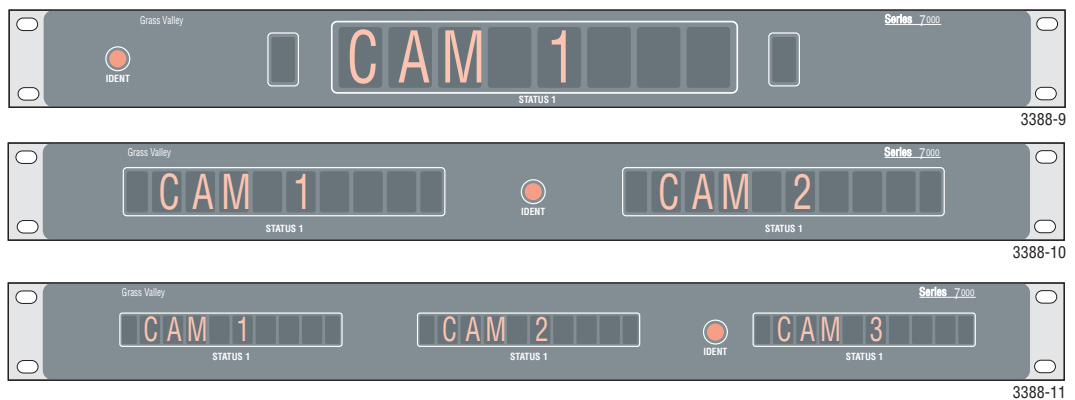 Grass Valley
Series 7000
CAM 1
IDENT
STATUS 1
3388-9
Grass Valley
Series 7000
CAM 1
CAM 2
IDENT
STATUS 1
STATUS 1
3388-10
Grass Valley
Series 7000
CAM 1
CAM 2
CAM 3
IDENT
STATUS 1
STATUS 1
STATUS 1
3388-11